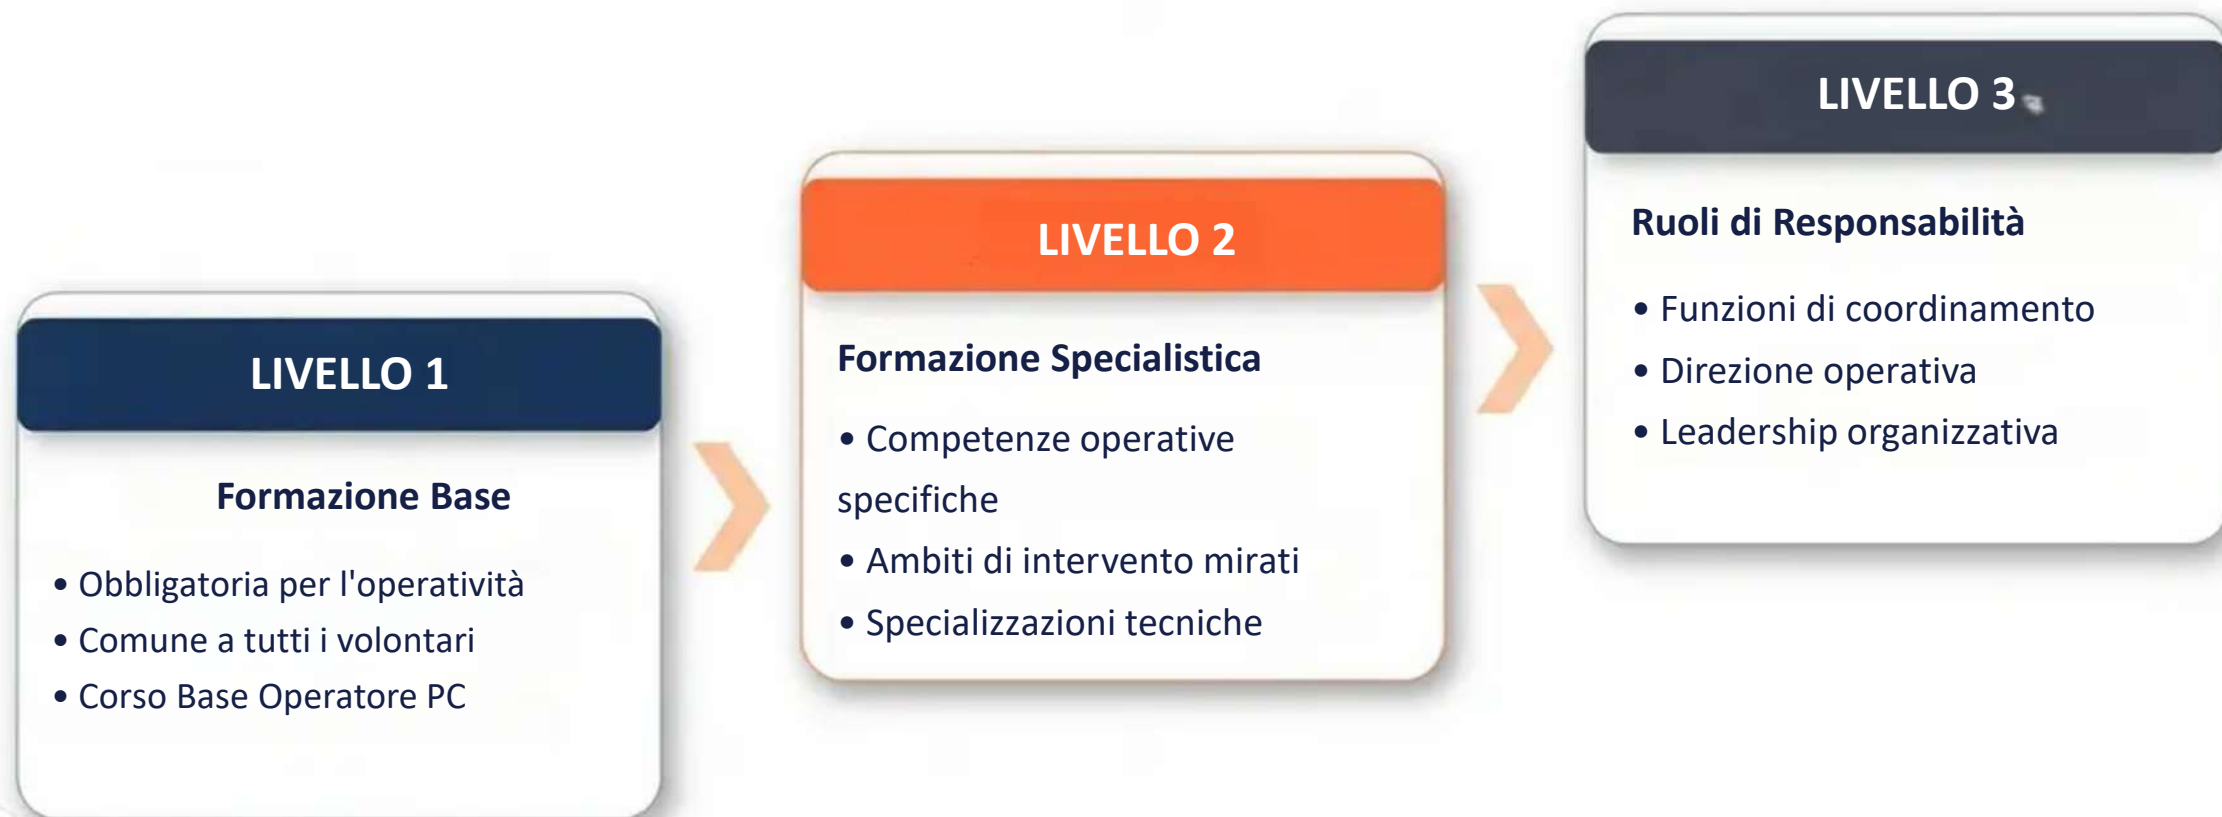 LIVELLO 1
Formazione Base
• Obbligatoria per l'operatività
• Comune a tutti i volontari
• Corso Base Operatore PC
LIVELLO 2
Formazione Specialistica
• Competenze operative
specifiche
• Ambiti di intervento mirati
• Specializzazioni tecniche
LIVELLO 3
Ruoli di Responsabilità
• Funzioni di coordinamento
• Direzione operativa
• Leadership organizzativa